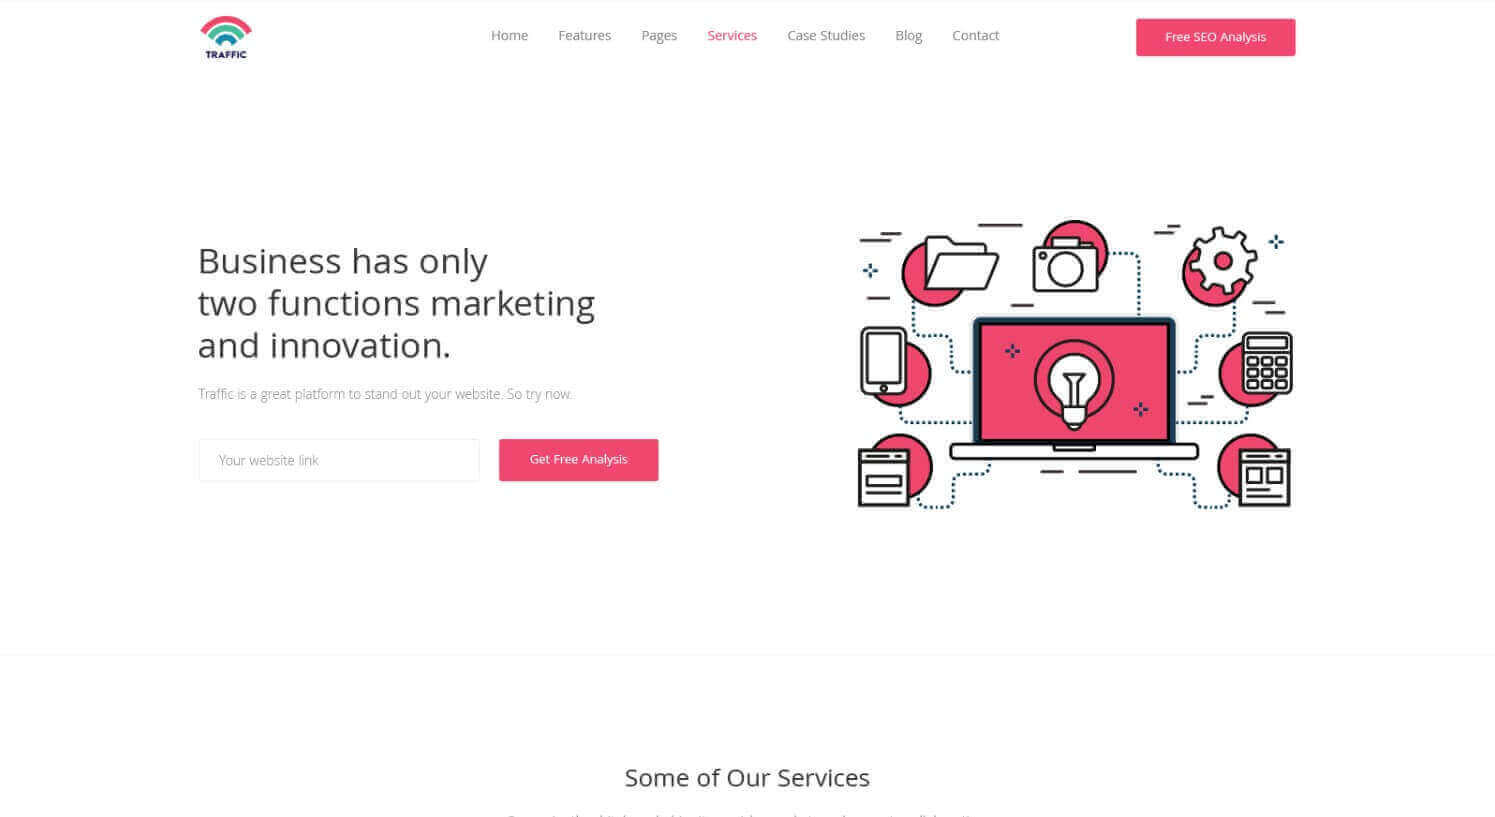 TRAFFIC
Home Features Pages Services Case Studies Blog Contact
Free SEO Analysis
Business has only
two functions marketing
and innovation.
Traffic is a great platform to stand out your website. So try now.
Your website link
Get Free Analysis
Some of Our Services